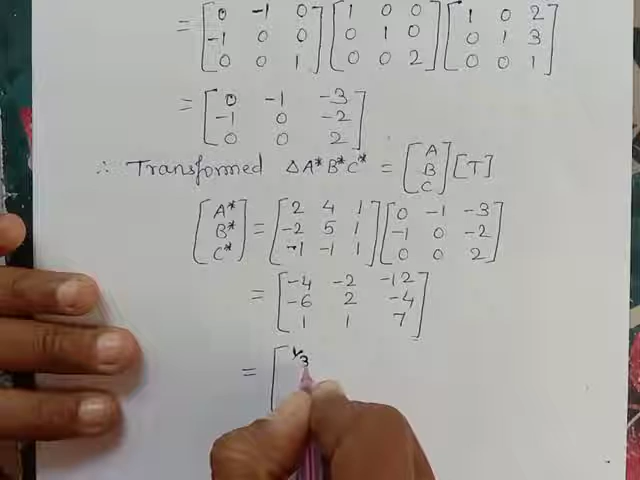 = [0 -1 0] [1 0 0] [1 0 2]
[-1 0 0] [0 1 0] [0 1 3]
[0 0 1] [0 0 2] [0 0 1]
= [0 -1 -3]
[-1 0 -2]
[0 0 2]
∴ Transformed ΔA*B*C* = [A B C] [T]
[A*] = [2 4 1] [0 -1 -3]
[B*] [-2 5 1] [-1 0 -2]
[C*] [-1 -1 1] [0 0 2]
= [-4 -2 -12]
[-6 2 -4]
[1 1 7]
= [1/3